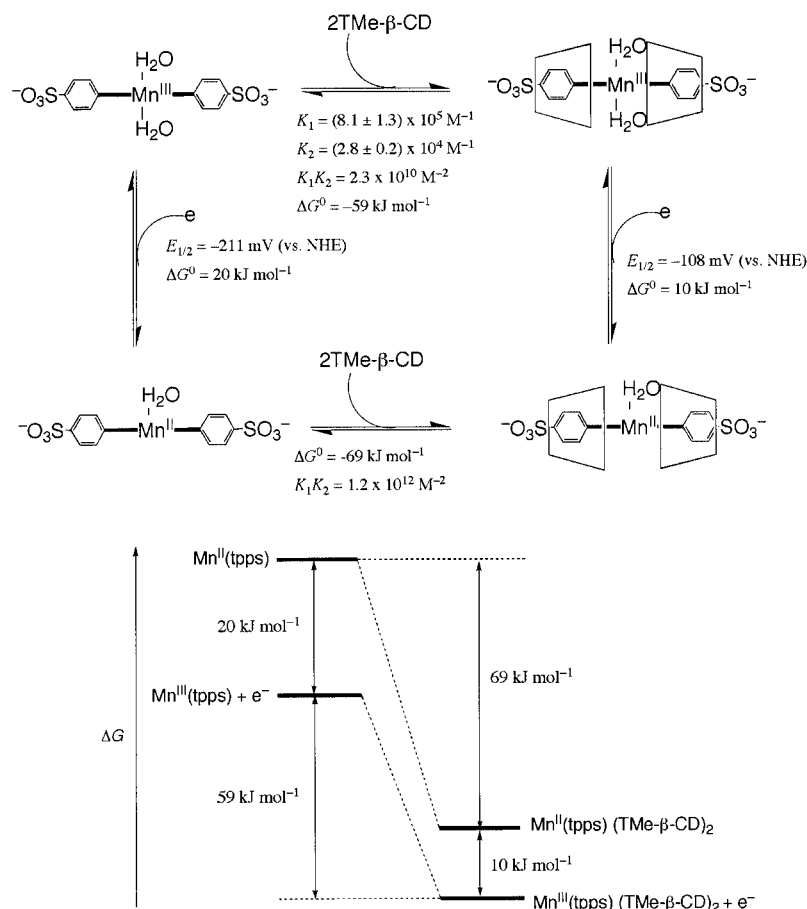 2TMe-β-CD
H₂O
⁻O₃S
Mnᴵᴵᴵ
SO₃⁻
H₂O
H₂O
⁻O₃S
Mnᴵᴵᴵ
SO₃⁻
H₂O
K₁ = (8.1 ± 1.3) x 10⁵ M⁻¹
K₂ = (2.8 ± 0.2) x 10⁴ M⁻¹
K₁K₂ = 2.3 x 10¹⁰ M⁻²
ΔG⁰ = −59 kJ mol⁻¹
e
E₁/₂ = −211 mV (vs. NHE)
ΔG⁰ = 20 kJ mol⁻¹
e
E₁/₂ = −108 mV (vs. NHE)
ΔG⁰ = 10 kJ mol⁻¹
2TMe-β-CD
H₂O
⁻O₃S
Mnᴵᴵ
SO₃⁻
H₂O
⁻O₃S
Mnᴵᴵ
SO₃⁻
ΔG⁰ = -69 kJ mol⁻¹
K₁K₂ = 1.2 x 10¹² M⁻²
Mnᴵᴵ(tpps)
20 kJ mol⁻¹
69 kJ mol⁻¹
Mnᴵᴵᴵ(tpps) + e⁻
ΔG
59 kJ mol⁻¹
Mnᴵᴵ(tpps) (TMe-β-CD)₂
10 kJ mol⁻¹
Mnᴵᴵᴵ(tpps) (TMe-β-CD)₂ + e⁻